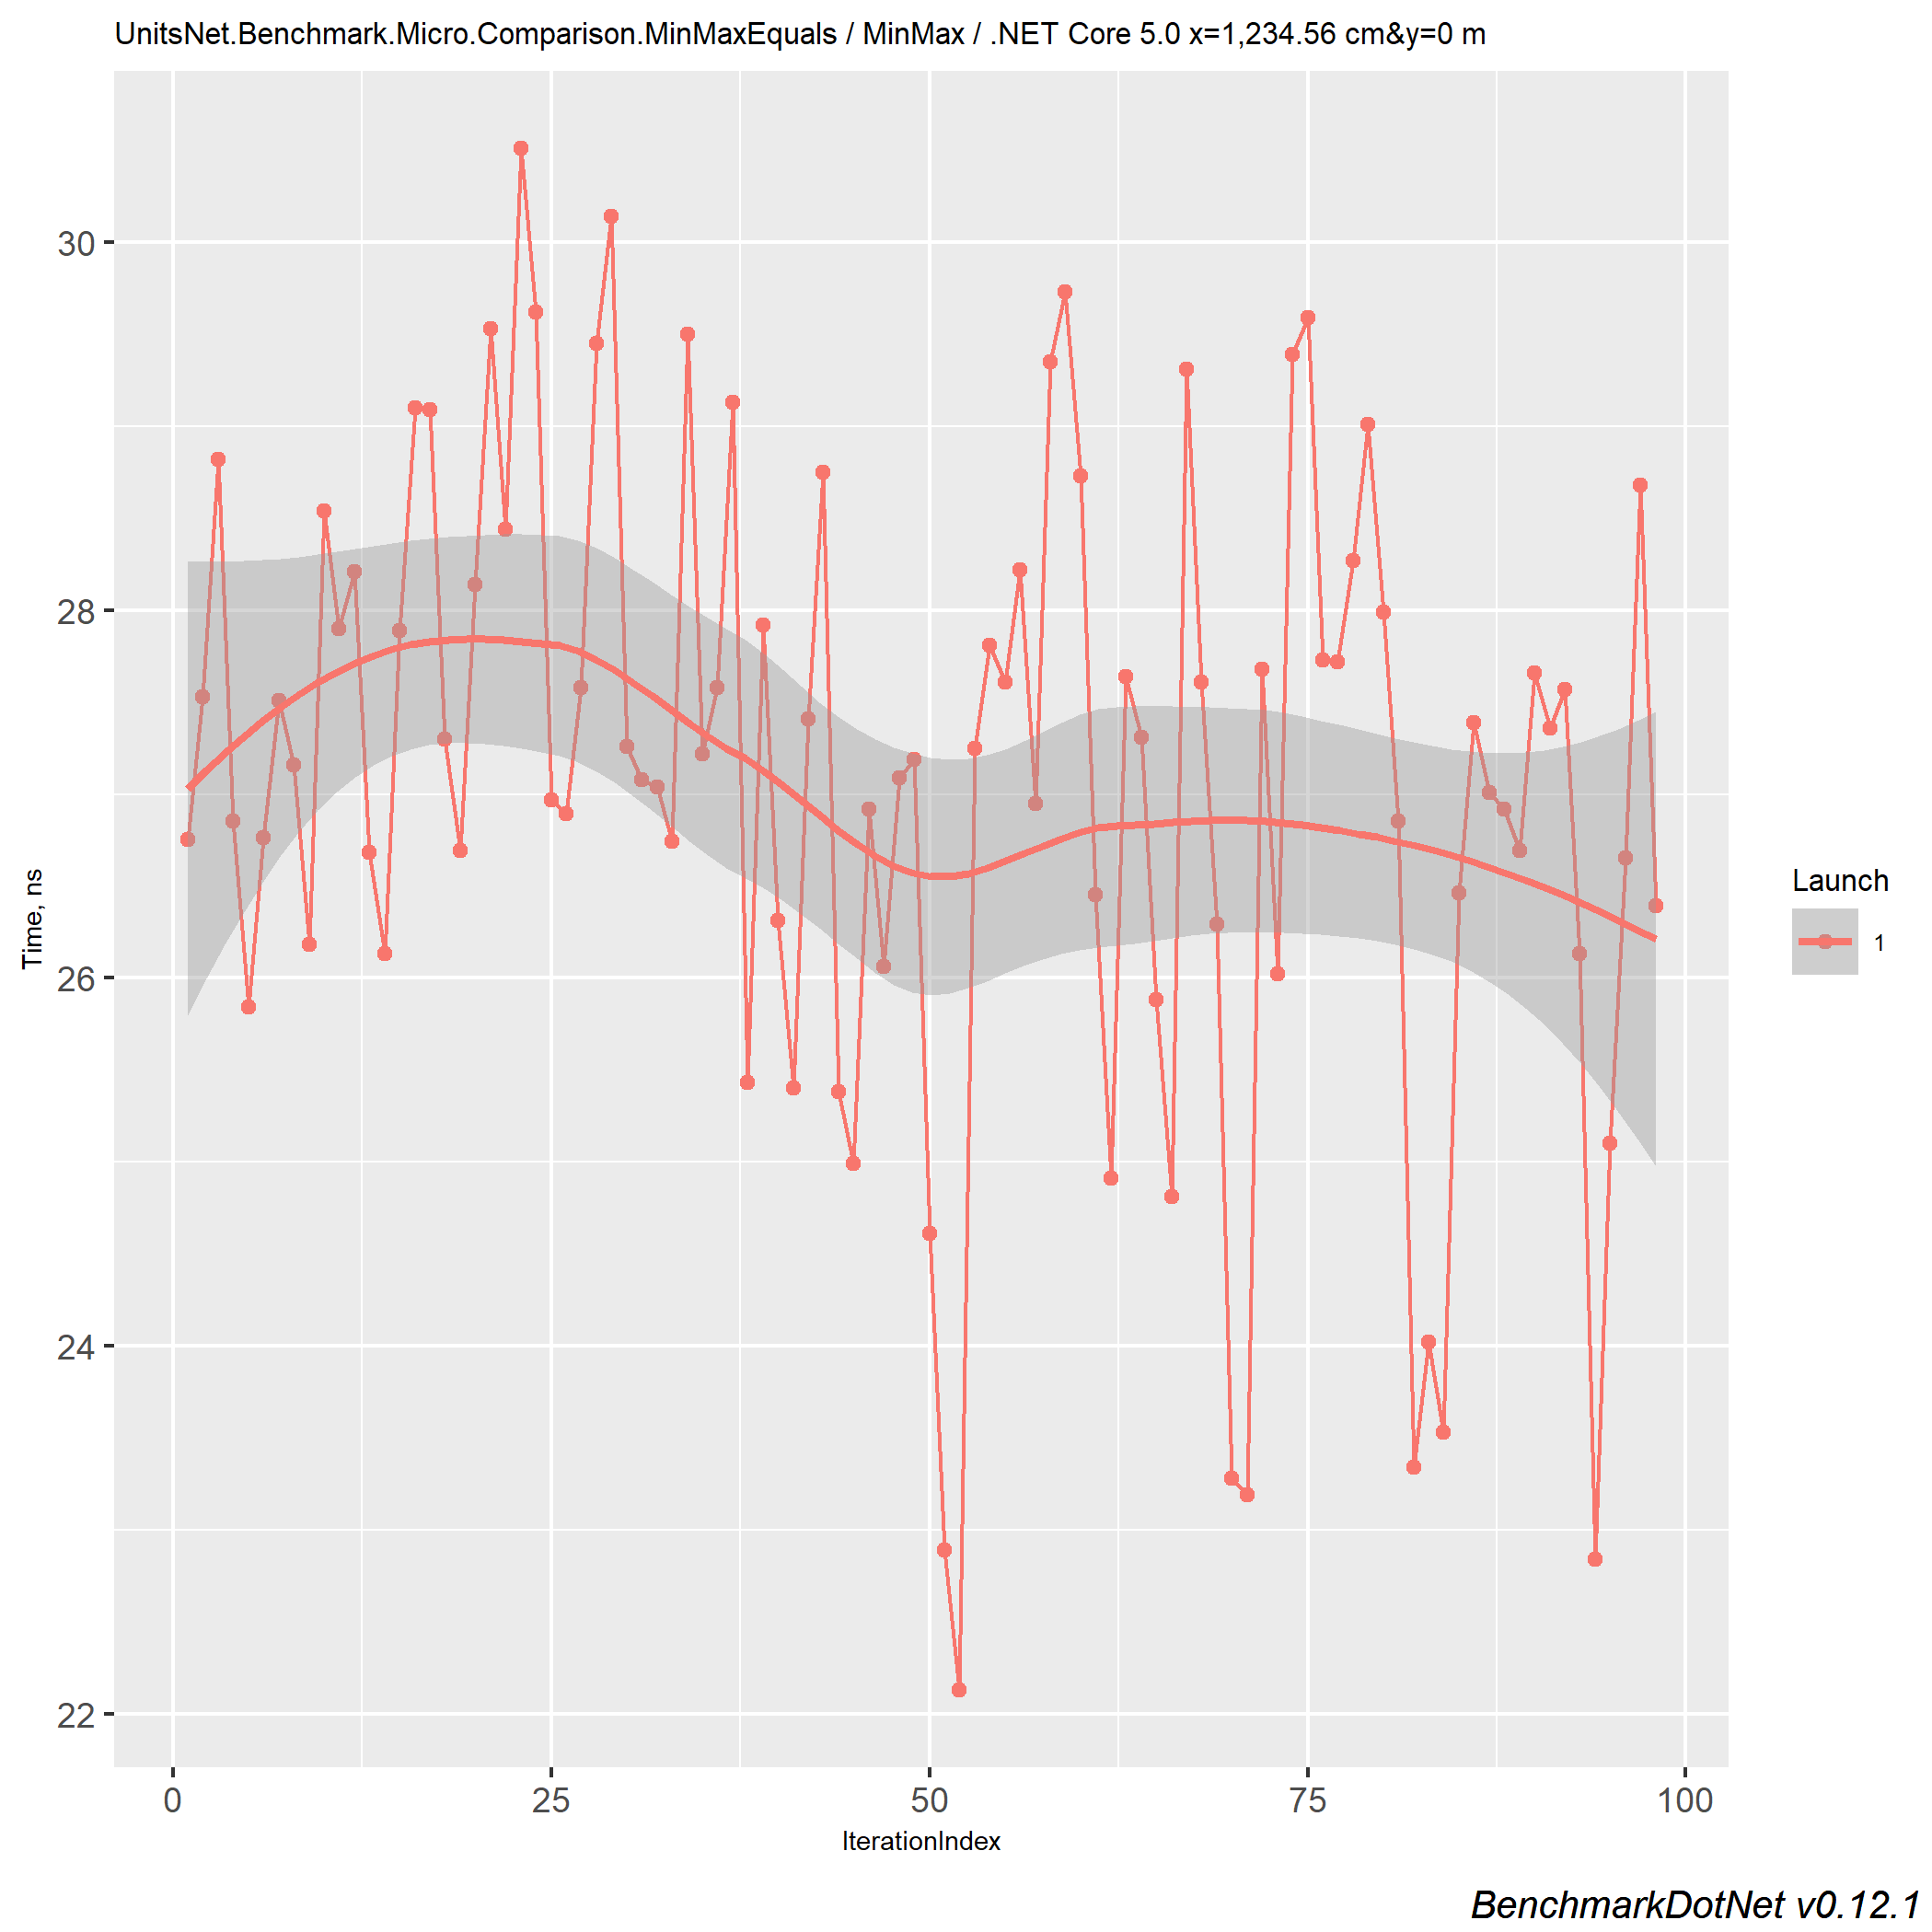 UnitsNet.Benchmark.Micro.Comparison.MinMaxEquals / MinMax / .NET Core 5.0 x=1,234.56 cm&y=0 m
30
28
26
24
22
Time, ns
0 25 50 75 100
IterationIndex
Launch
1
BenchmarkDotNet v0.12.1